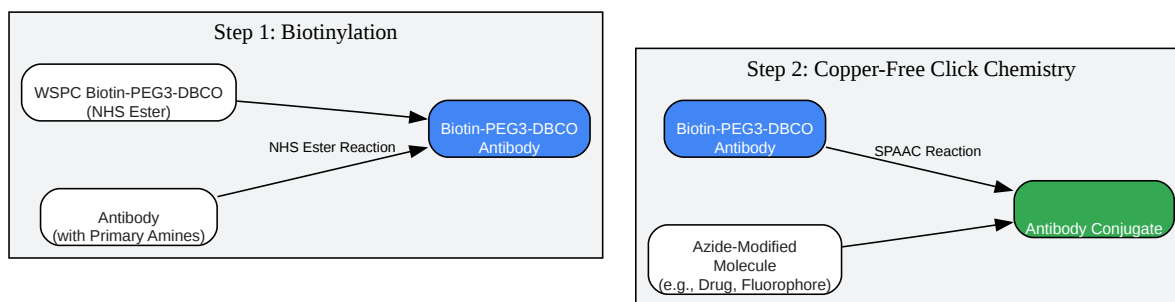 Step 1: Biotinylation
WSPC Biotin-PEG3-DBCO
(NHS Ester)
Biotin-PEG3-DBCO
Antibody
NHS Ester Reaction
Antibody
(with Primary Amines)
Step 2: Copper-Free Click Chemistry
Biotin-PEG3-DBCO
Antibody
SPAAC Reaction
Antibody Conjugate
Azide-Modified
Molecule
(e.g., Drug, Fluorophore)